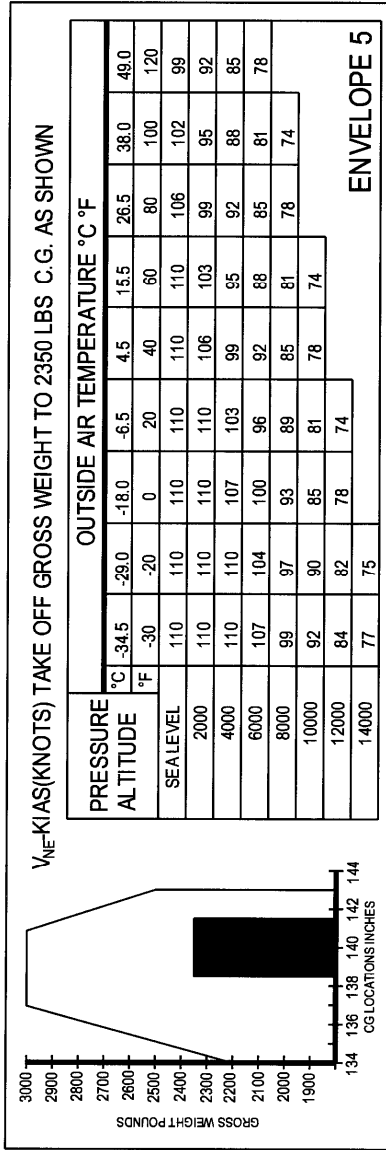 V_NE-KIAS(KNOTS) TAKE OFF GROSS WEIGHT TO 2350 LBS C.G. AS SHOWN
GROSS WEIGHT POUNDS
3000
2900
2800
2700
2600
2500
2400
2300
2200
2100
2000
1900
134 136 138 140 142 144
CG LOCATIONS INCHES
PRESSURE ALTITUDE
OUTSIDE AIR TEMPERATURE °C °F
°C -34.5 -29.0 -18.0 -6.5 4.5 15.5 26.5 38.0 49.0
°F -30 -20 0 20 40 60 80 100 120
SEA LEVEL 110 110 110 110 110 110 106 102 99
2000 110 110 110 110 106 103 99 95 92
4000 110 110 107 103 99 95 92 88 85
6000 107 104 100 96 92 88 85 81 78
8000 99 97 93 89 85 81 78 74
10000 92 90 85 81 78 74
12000 84 82 78 74
14000 77 75
ENVELOPE 5